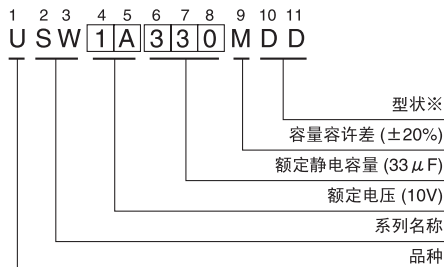 1 2 3 4 5 6 7 8 9 10 11
U S W 1 A 3 3 0 M D D
型状※
容量容许差 (±20%)
额定静电容量 (33μF)
额定电压 (10V)
系列名称
品种